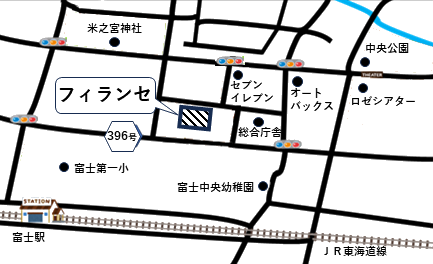 米之宮神社
中央公園
THEATER
セブン
イレブン
オート
バックス
ロゼシアター
フィランセ
396号
総合庁舎
富士第一小
富士中央幼稚園
STATION
富士駅
ＪＲ東海道線